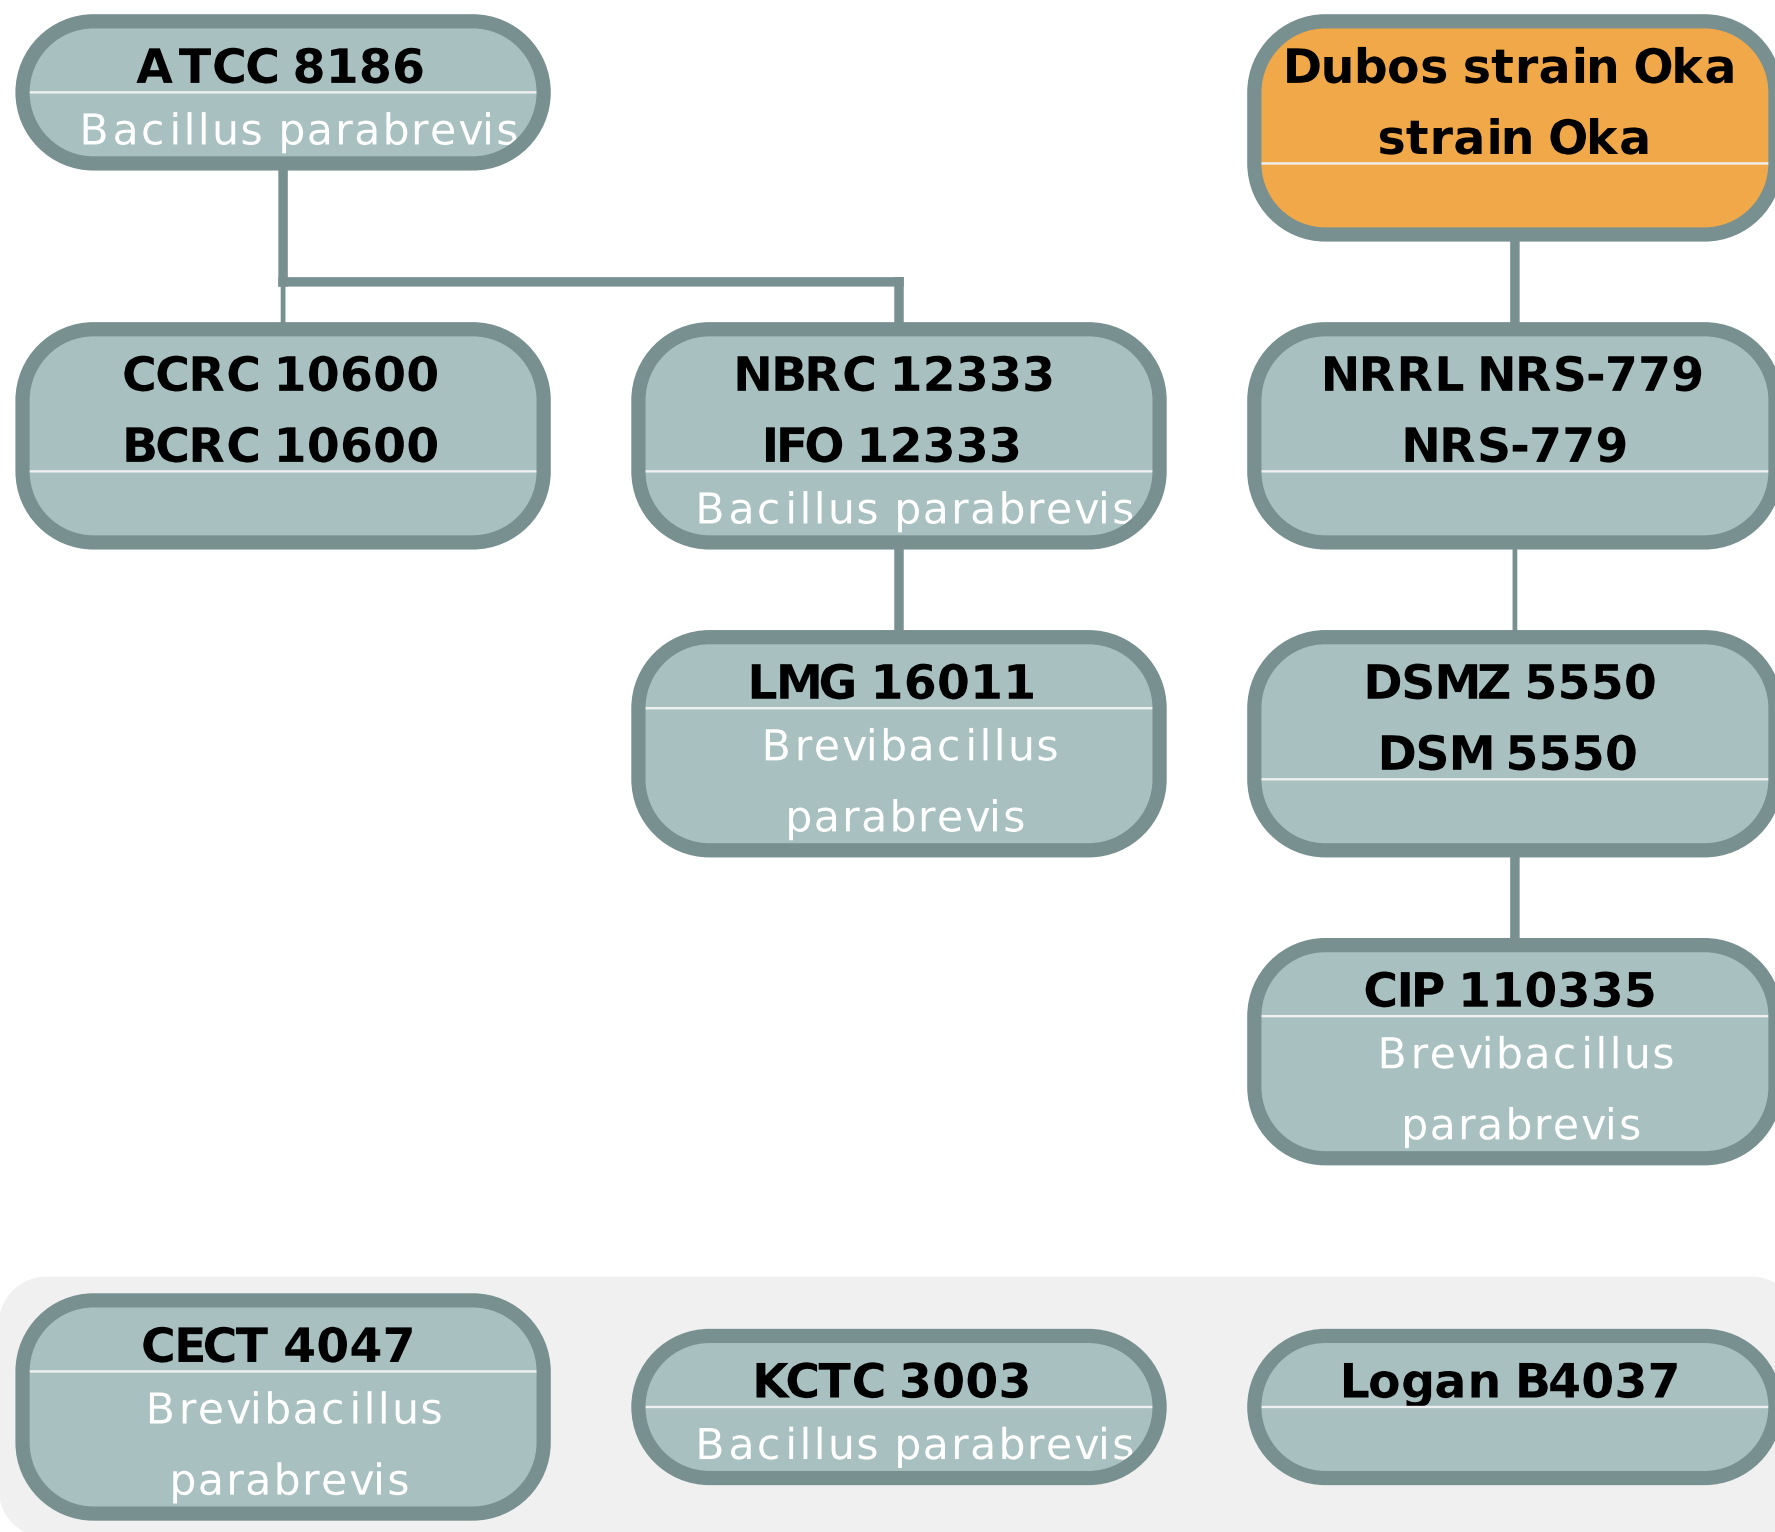 ATCC 8186
Bacillus parabrevis
Dubos strain Oka
strain Oka
CCRC 10600
BCRC 10600
NBRC 12333
IFO 12333
Bacillus parabrevis
NRRL NRS-779
NRS-779
LMG 16011
Brevibacillus
parabrevis
DSMZ 5550
DSM 5550
CIP 110335
Brevibacillus
parabrevis
CECT 4047
Brevibacillus
parabrevis
KCTC 3003
Bacillus parabrevis
Logan B4037